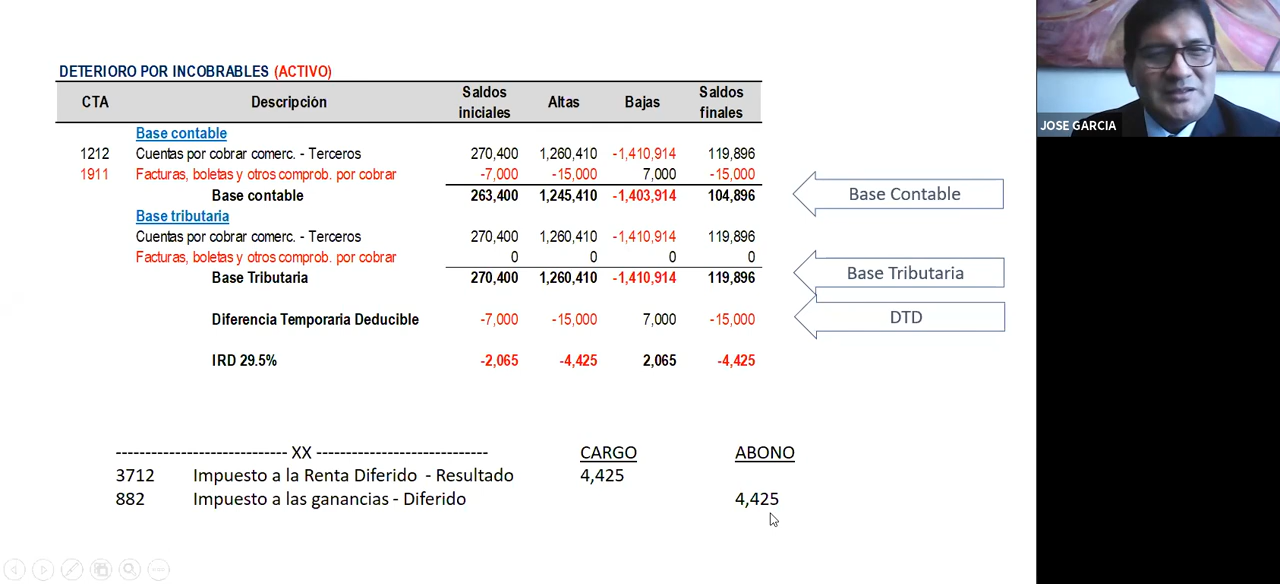 JOSE GARCIA
DETERIORO POR INCOBRABLES (ACTIVO)
CTA Descripción Saldos iniciales Altas Bajas Saldos finales
Base contable
1212 Cuentas por cobrar comerc. - Terceros 270,400 1,260,410 -1,410,914 119,896
1911 Facturas, boletas y otros comprob. por cobrar -7,000 -15,000 7,000 -15,000
Base contable 263,400 1,245,410 -1,403,914 104,896
Base Contable
Base tributaria
Cuentas por cobrar comerc. - Terceros 270,400 1,260,410 -1,410,914 119,896
Facturas, boletas y otros comprob. por cobrar 0 0 0 0
Base Tributaria 270,400 1,260,410 -1,410,914 119,896
Base Tributaria
Diferencia Temporaria Deducible -7,000 -15,000 7,000 -15,000
DTD
IRD 29.5% -2,065 -4,425 2,065 -4,425
---------------------------- XX ---------------------------- CARGO ABONO
3712 Impuesto a la Renta Diferido - Resultado 4,425
882 Impuesto a las ganancias - Diferido 4,425